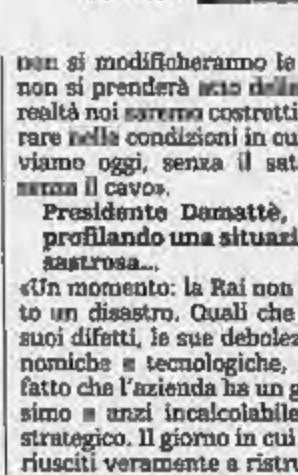 non si modificheranno le
non si prenderà atto della
realtà noi saremo costretti
rare nelle condizioni in cui
viamo oggi, senza il sat
senza il cavo».
Presidente Demattè,
profilando una situazi
sastrosa...
«Un momento: la Rai non
to un disastro. Quali che
suoi difetti, le sue debolez
nomiche e tecnologiche,
fatto che l'azienda ha un g
simo e anzi incalcolabile
strategico. Il giorno in cui
riusciti veramente a ristru